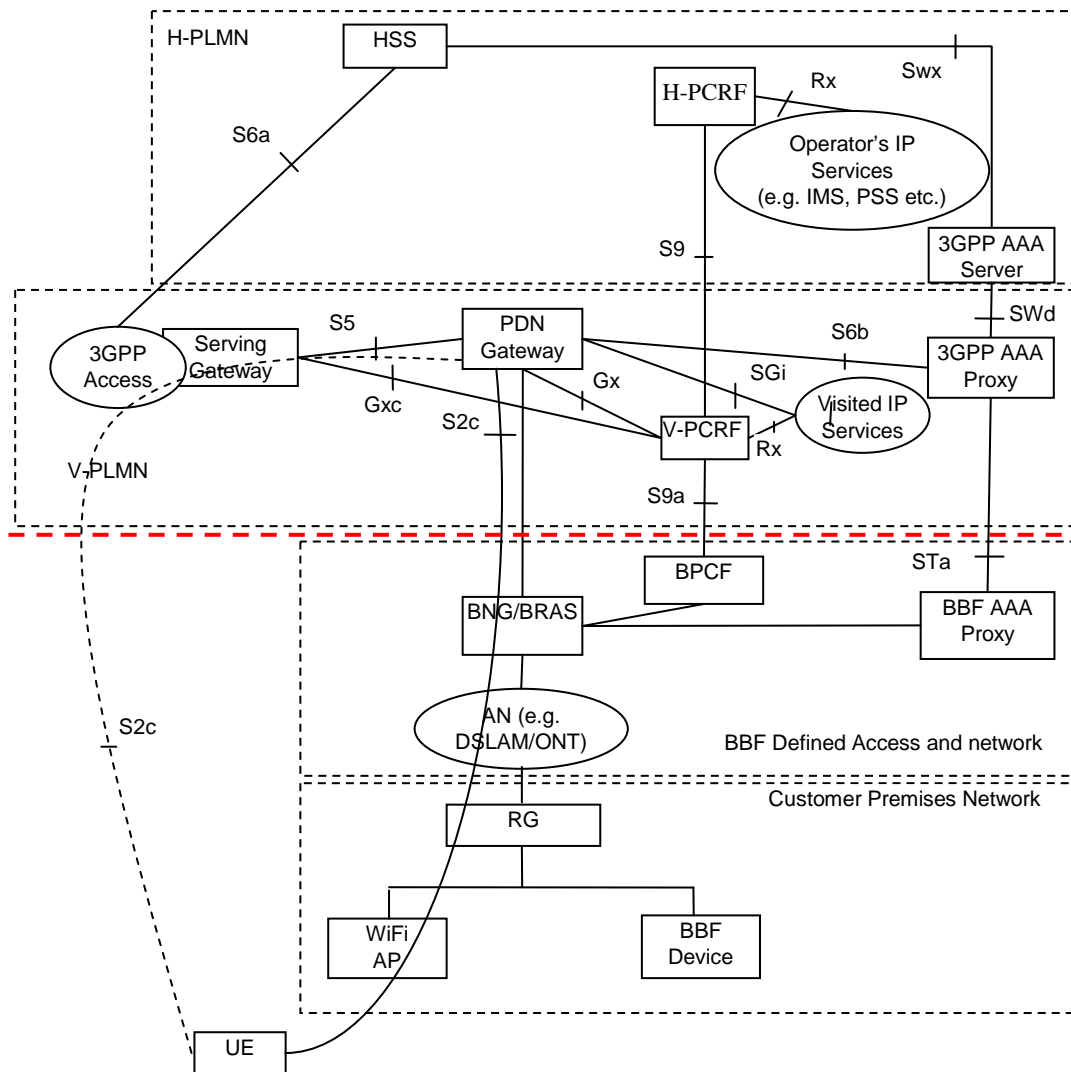 H-PLMN
HSS
Swx
H-PCRF
Rx
S6a
Operator's IP
Services
(e.g. IMS, PSS etc.)
S9
3GPP AAA
Server
S5
PDN
Gateway
SWd
S6b
3GPP
Access
Serving
Gateway
3GPP AAA
Proxy
Gxc
S2c
Gx
SGi
V-PCRF
Rx
Visited IP
Services
V-PLMN
S9a
STa
BPCF
BNG/BRAS
BBF AAA
Proxy
AN (e.g.
DSLAM/ONT)
S2c
BBF Defined Access and network
Customer Premises Network
RG
WiFi
AP
BBF
Device
UE